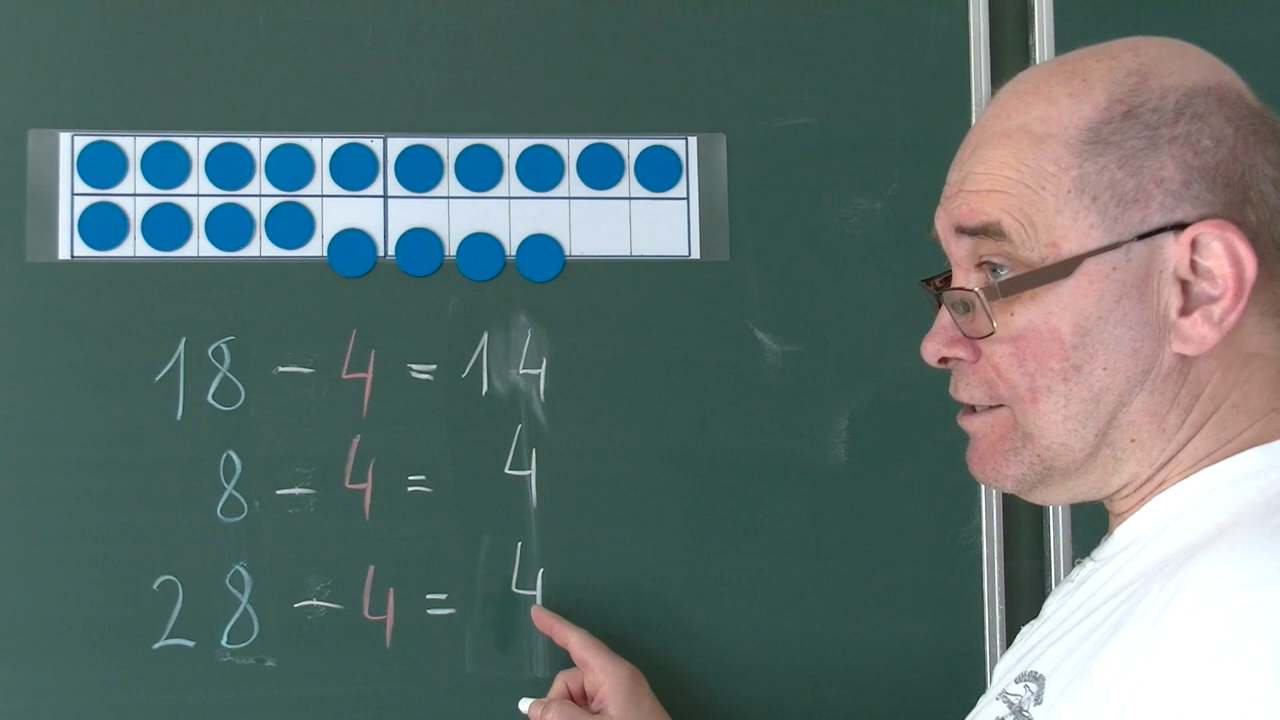 18 - 4 = 14
8 - 4 = 4
28 - 4 = 4